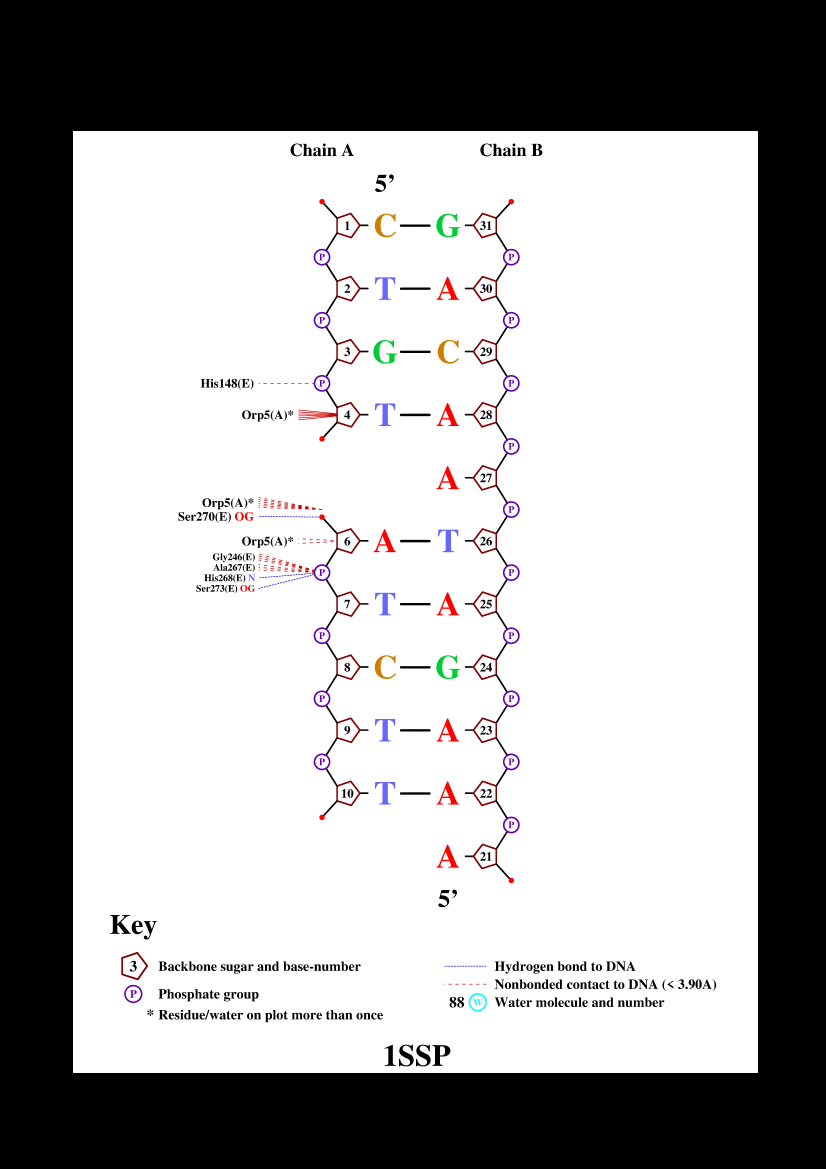 Chain A Chain B
5’
1 C G 31
P P
2 T A 30
P P
3 G C 29
His148(E) P P
Orp5(A)* 4 T A 28
P
A 27
Orp5(A)* P
Ser270(E) OG
Orp5(A)* 6 A T 26
Gly246(E)
Ala267(E) P P
His268(E) N
Ser273(E) OG
7 T A 25
P P
8 C G 24
P P
9 T A 23
P P
10 T A 22
P
A 21
5’
Key
3 Backbone sugar and base-number
P Phosphate group
* Residue/water on plot more than once
Hydrogen bond to DNA
Nonbonded contact to DNA (< 3.90A)
88 W Water molecule and number
1SSP